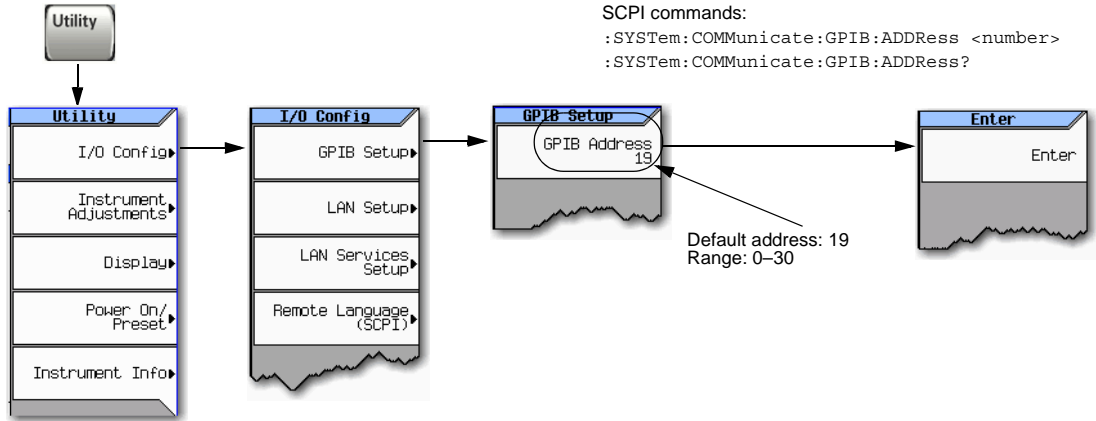 Utility
SCPI commands:
:SYSTem:COMMunicate:GPIB:ADDRess <number>
:SYSTem:COMMunicate:GPIB:ADDRess?
Utility
I/O Config
Instrument
Adjustments
Display
Power On/
Preset
Instrument Info
I/O Config
GPIB Setup
LAN Setup
LAN Services
Setup
Remote Language
(SCPI)
GPIB Setup
GPIB Address
19
Default address: 19
Range: 0–30
Enter
Enter